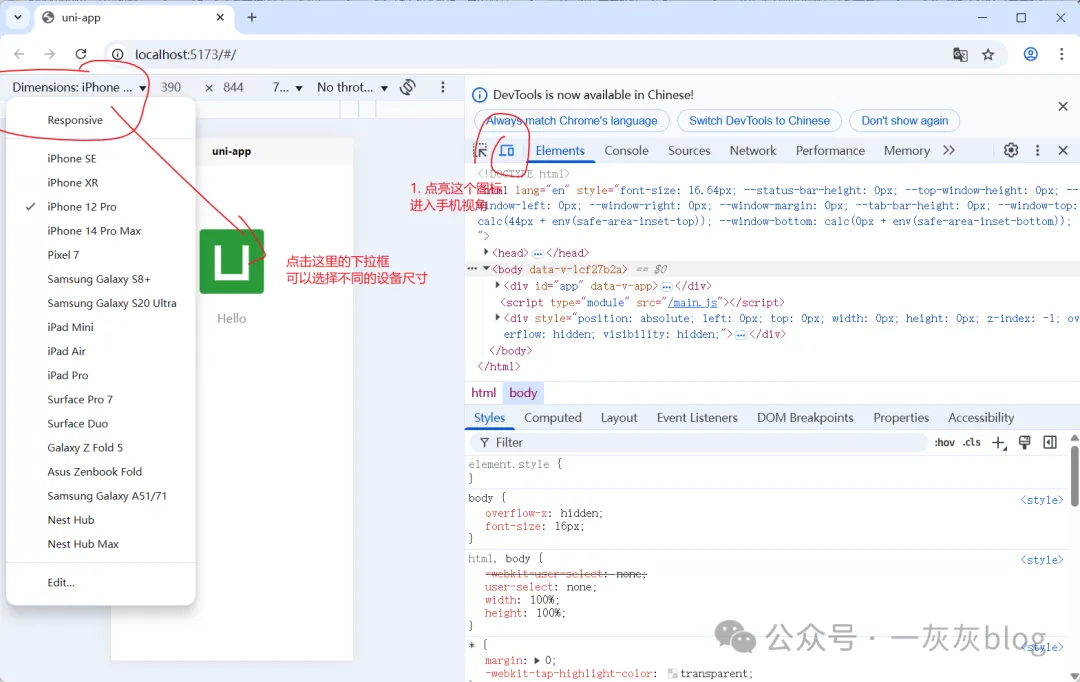 uni-app
localhost:5173/#/
Dimensions: iPhone ...
390
×
844
7...
No throt...
Responsive
iPhone SE
iPhone XR
iPhone 12 Pro
iPhone 14 Pro Max
Pixel 7
Samsung Galaxy S8+
Samsung Galaxy S20 Ultra
iPad Mini
iPad Air
iPad Pro
Surface Pro 7
Surface Duo
Galaxy Z Fold 5
Asus Zenbook Fold
Samsung Galaxy A51/71
Nest Hub
Nest Hub Max
Edit...
uni-app
Hello
点击这里的下拉框
可以选择不同的设备尺寸
1. 点亮这个图标
进入手机视角
DevTools is now available in Chinese!
Always match Chrome's language
Switch DevTools to Chinese
Don't show again
Elements
Console
Sources
Network
Performance
Memory
<!DOCTYPE html>
<html lang="en" style="font-size: 16.64px; --status-bar-height: 0px; --top-window-height: 0px; --
window-left: 0px; --window-right: 0px; --window-margin: 0px; --tab-bar-height: 0px; --window-top:
calc(44px + env(safe-area-inset-top)); --window-bottom: calc(0px + env(safe-area-inset-bottom));
">
<head>…</head>
<body data-v-1cf27b2a> == $0
<div id="app" data-v-app>…</div>
<script type="module" src="/main.js"></script>
<div style="position: absolute; left: 0px; top: 0px; width: 0px; height: 0px; z-index: -1; ov
erflow: hidden; visibility: hidden;">…</div>
</body>
</html>
html
body
Styles
Computed
Layout
Event Listeners
DOM Breakpoints
Properties
Accessibility
Filter
:hov
.cls
element.style {
}
body {
<style>
overflow-x: hidden;
font-size: 16px;
}
html, body {
<style>
-webkit-user-select: none;
user-select: none;
width: 100%;
height: 100%;
}
* {
<style>
margin: 0;
-webkit-tap-highlight-color: transparent;
公众号 · 一灰灰blog